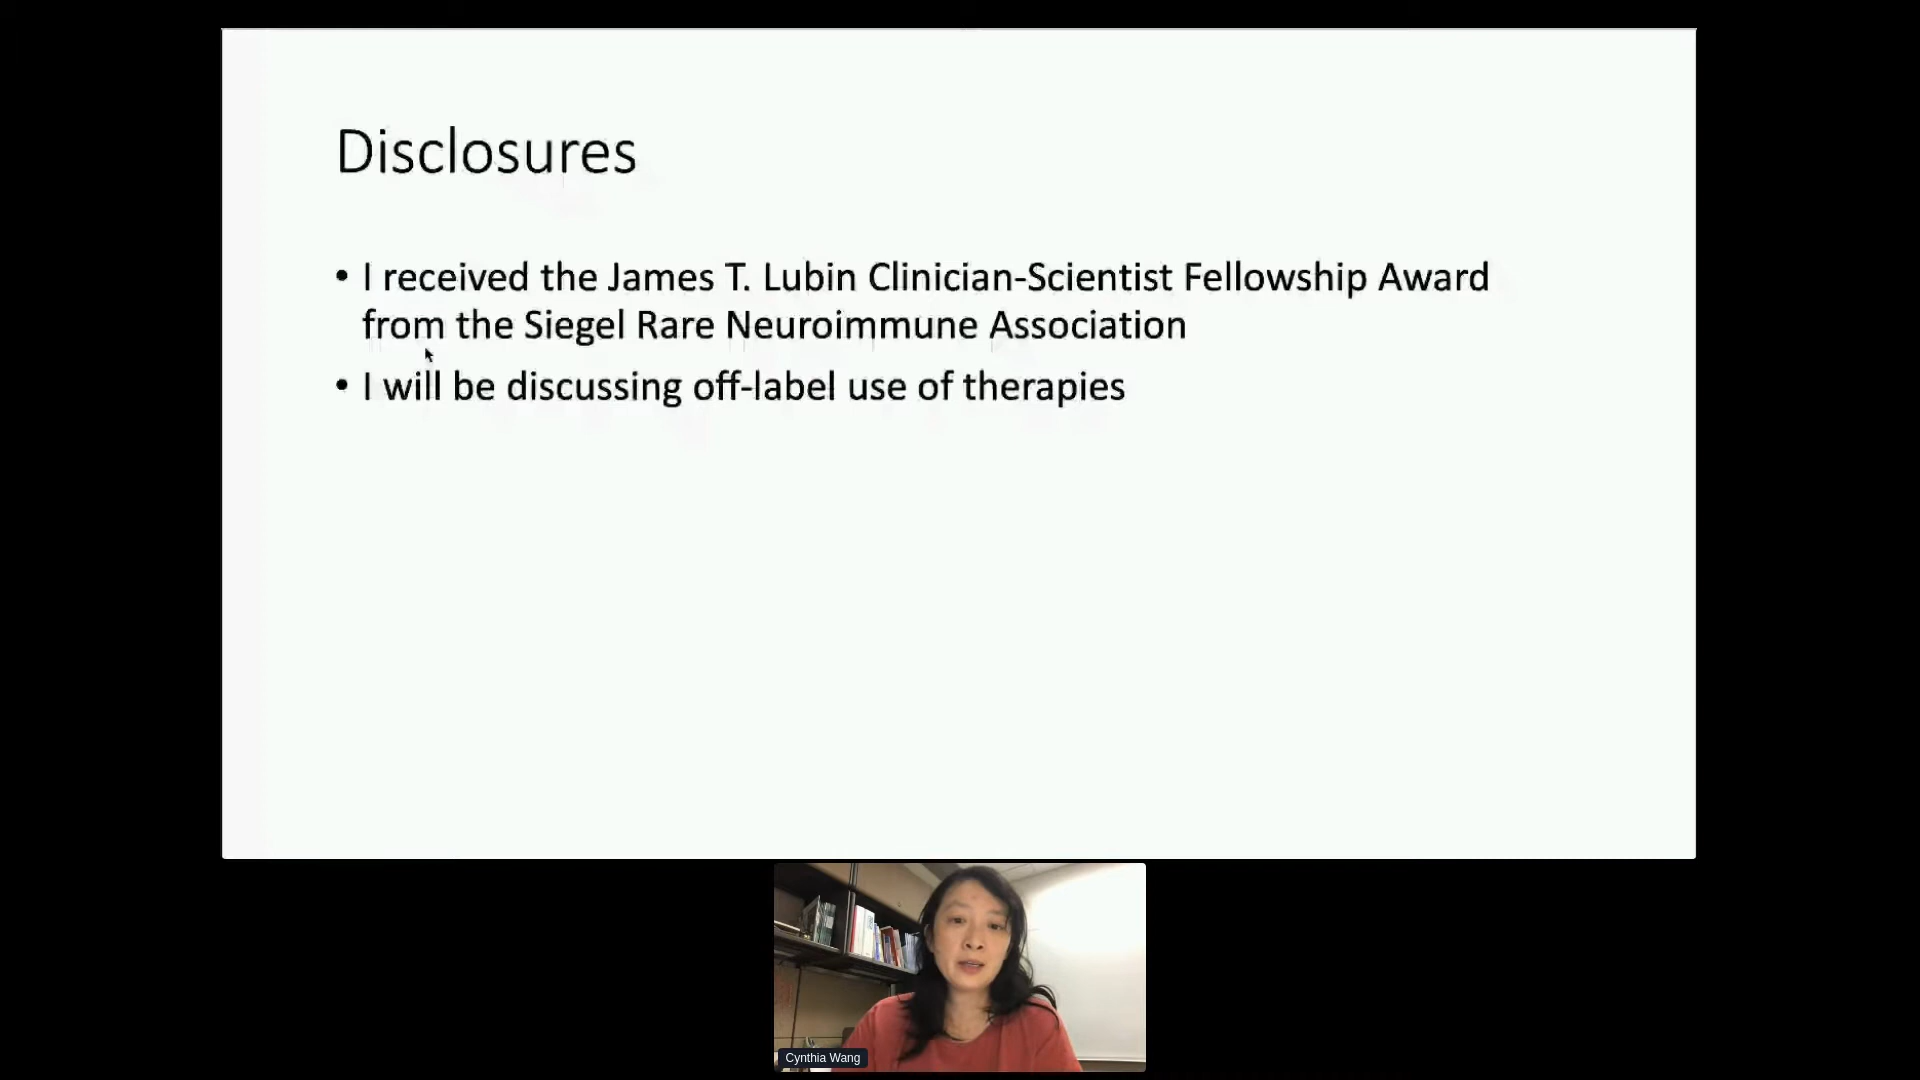 Disclosures
• I received the James T. Lubin Clinician-Scientist Fellowship Award
from the Siegel Rare Neuroimmune Association
• I will be discussing off-label use of therapies
Cynthia Wang